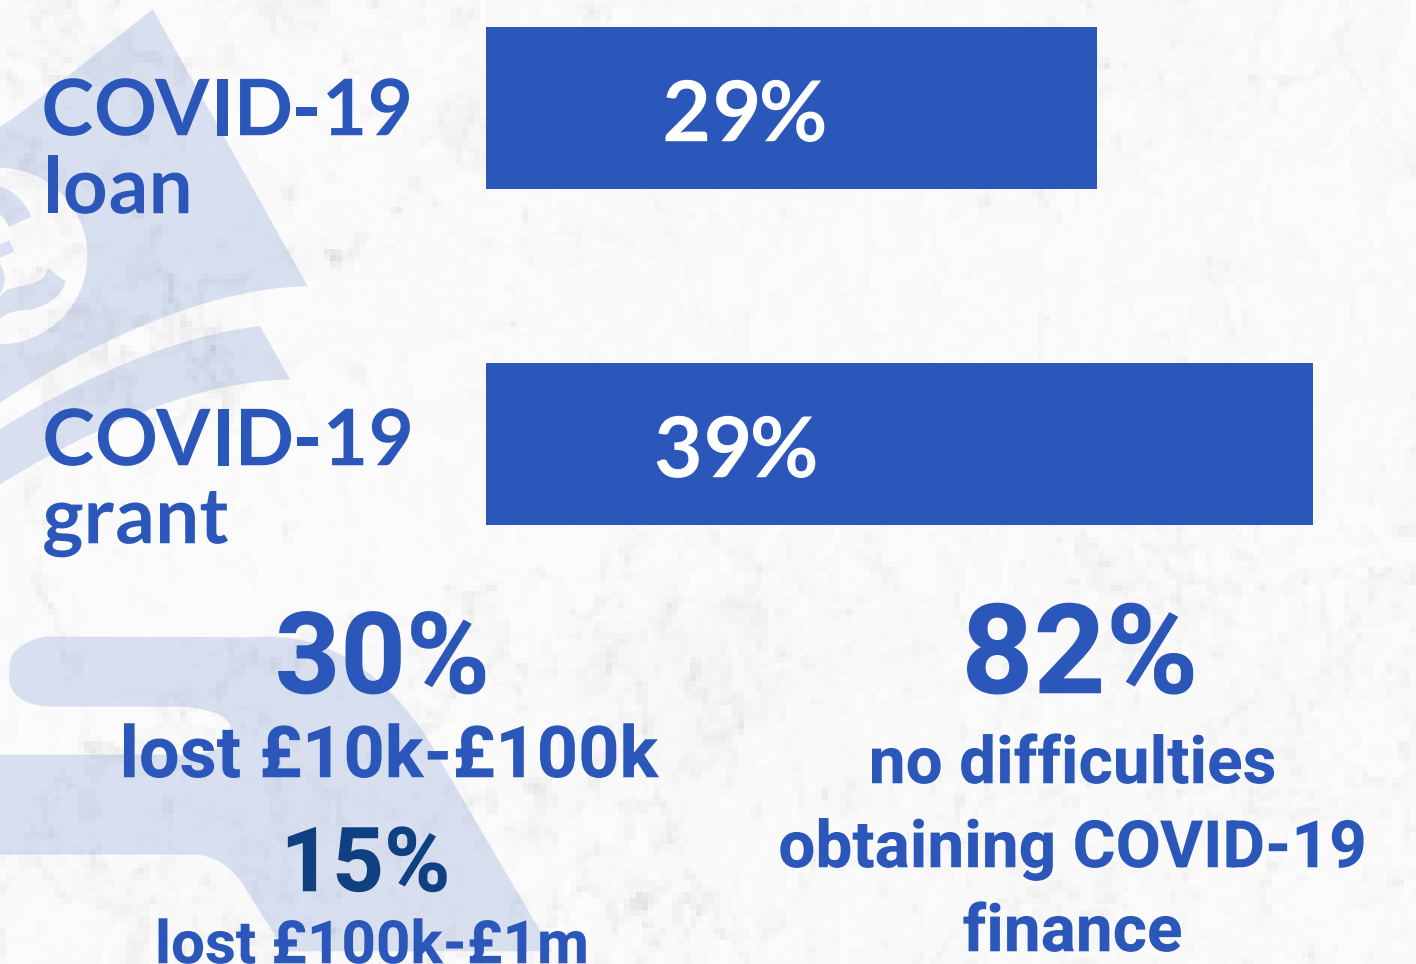 COVID-19
loan
29%
COVID-19
grant
39%
30%
lost £10k-£100k
15%
lost £100k-£1m
82%
no difficulties
obtaining COVID-19
finance